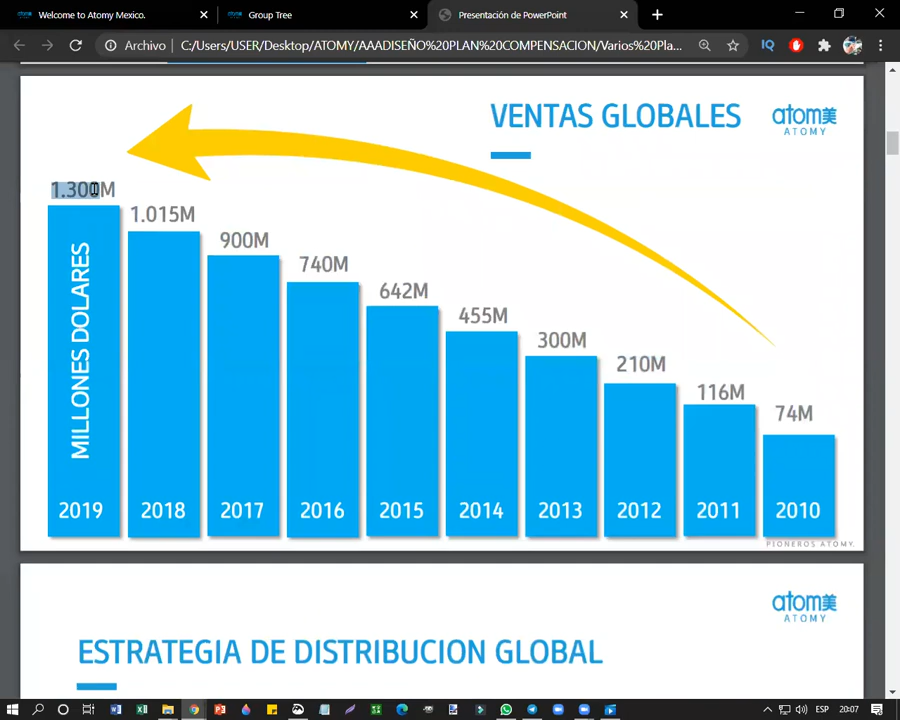 Welcome to Atomy Mexico.
Group Tree
Presentación de PowerPoint
Archivo
C:/Users/USER/Desktop/ATOMY/AAADISEÑO%20PLAN%20COMPENSACION/Varios%20Pla...
VENTAS GLOBALES
atom美
ATOMY
1.300M
1.015M
900M
740M
642M
455M
300M
210M
116M
74M
MILLONES DOLARES
2019
2018
2017
2016
2015
2014
2013
2012
2011
2010
PIONEROS ATOMY.
atom美
ATOMY
ESTRATEGIA DE DISTRIBUCION GLOBAL
ESP
20:07